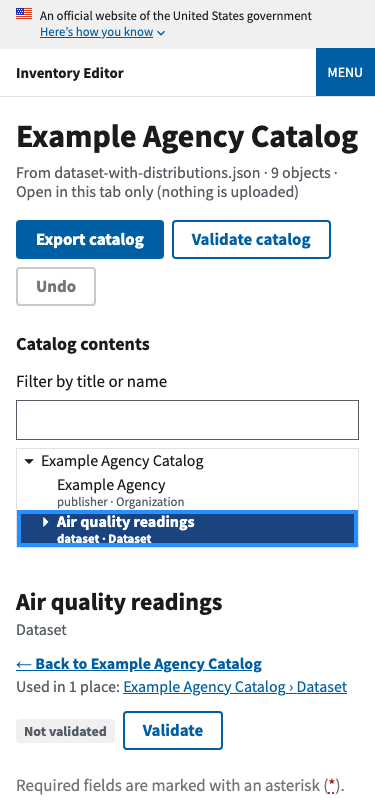 An official website of the United States government
Here's how you know
Inventory Editor
MENU
Example Agency Catalog
From dataset-with-distributions.json · 9 objects ·
Open in this tab only (nothing is uploaded)
Export catalog
Validate catalog
Undo
Catalog contents
Filter by title or name
Example Agency Catalog
Example Agency
publisher · Organization
Air quality readings
dataset · Dataset
Air quality readings
Dataset
← Back to Example Agency Catalog
Used in 1 place: Example Agency Catalog › Dataset
Not validated
Validate
Required fields are marked with an asterisk (*).